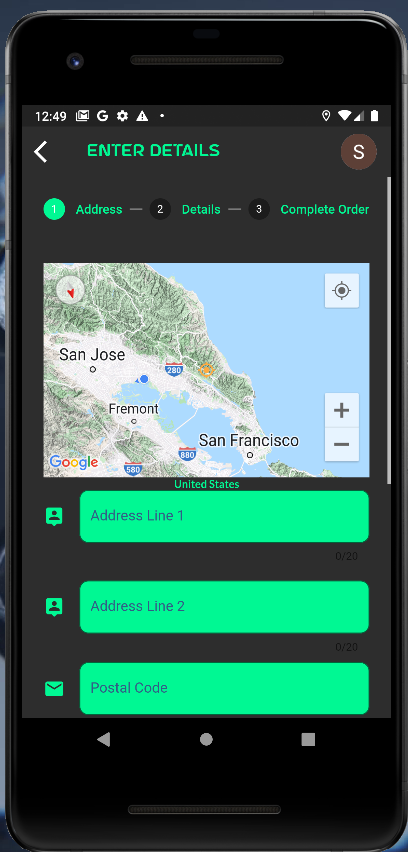 12:49
ENTER DETAILS
S
1 Address 2 Details 3 Complete Order
San Jose
280
Fremont
San Francisco
880
580
Google
United States
Address Line 1
0/20
Address Line 2
0/20
Postal Code